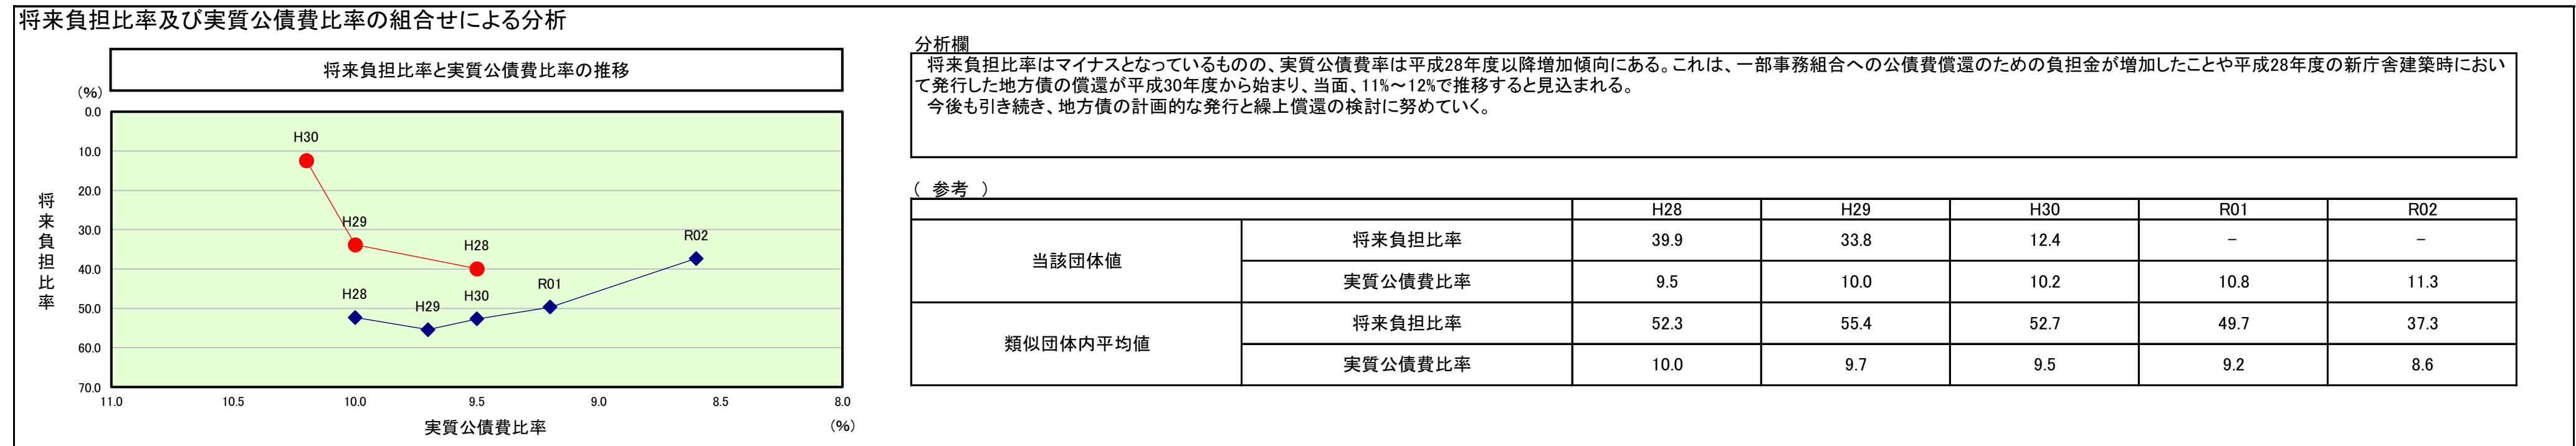 将来負担比率及び実質公債費比率の組合せによる分析
将来負担比率と実質公債費比率の推移
(%)
0.0
10.0
20.0
30.0
40.0
50.0
60.0
70.0
将来負担比率
H30
H29
H28
H28
H29
H30
R01
R02
11.0 10.5 10.0 9.5 9.0 8.5 8.0
実質公債費比率
(%)
分析欄
将来負担比率はマイナスとなっているものの、実質公債費率は平成28年度以降増加傾向にある。これは、一部事務組合への公債費償還のための負担金が増加したことや平成28年度の新庁舎建築時におい
て発行した地方債の償還が平成30年度から始まり、当面、11%～12%で推移すると見込まれる。
今後も引き続き、地方債の計画的な発行と繰上償還の検討に努めていく。
( 参考 )
H28 H29 H30 R01 R02
当該団体値
将来負担比率 39.9 33.8 12.4 － －
実質公債費比率 9.5 10.0 10.2 10.8 11.3
類似団体内平均値
将来負担比率 52.3 55.4 52.7 49.7 37.3
実質公債費比率 10.0 9.7 9.5 9.2 8.6